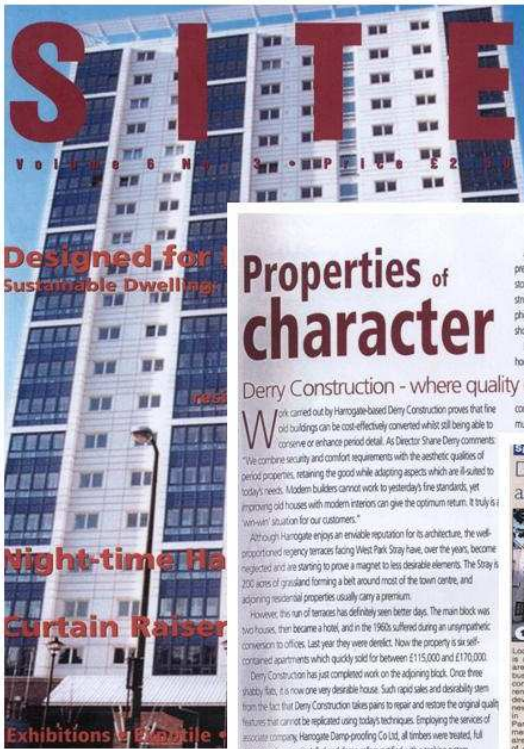 SITE
Volume 6 No. 3 • Price £2.50
Designed for
Sustainable Dwelling
Night-time Ha
Curtain Raiser
Exhibitions •
Properties of
character
Derry Construction - where quality
Work carried out by Harrogate-based Derry Construction proves that fine
old buildings can be cost-effectively converted whilst still being able to
conserve or enhance period detail. As Director Shane Derry comments:
"We combine security and comfort requirements with the aesthetic qualities of
period properties, retaining the good while adapting aspects which are ill-suited to
today's needs. Modern builders cannot work to yesterday's fine standards, yet
improving old houses with modern interiors can give the optimum return. It truly is a
'win-win' situation for our customers."
Although Harrogate enjoys an enviable reputation for its architecture, the well-
proportioned regency terraces facing West Park Stray have, over the years, become
neglected and are starting to prove a magnet to less desirable elements. The Stray is
200 acres of grassland forming a belt around most of the town centre, and
adjoining residential properties usually carry a premium.
However, this run of terraces has definitely seen better days. The main block was
two houses, then became a hotel, and in the 1960s suffered during an unsympathetic
conversion to offices. Last year they were derelict. Now the property is six self-
contained apartments which quickly sold for between £115,000 and £170,000.
Derry Construction has just completed work on the adjoining block. Once three
shabby flats, it is now one very desirable house. Such rapid sales and desirability stem
from the fact that Derry Construction takes pains to repair and restore the original quality
features that cannot be replicated using today's techniques. Employing the services of
associate company, Harrogate Damp-proofing Co Ltd, all timbers were treated, full